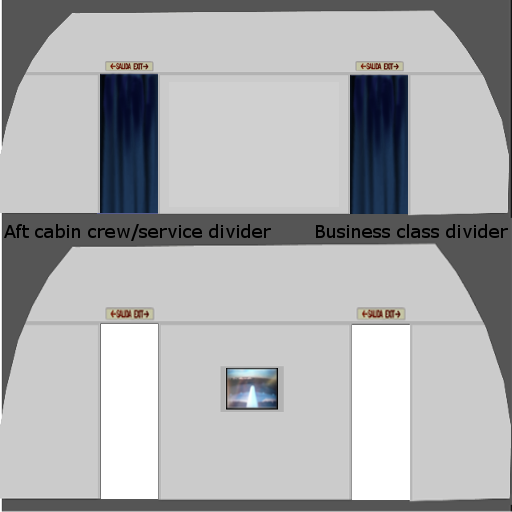 ←SALIDA EXIT→ ←SALIDA EXIT→
Aft cabin crew/service divider Business class divider
←SALIDA EXIT→ ←SALIDA EXIT→